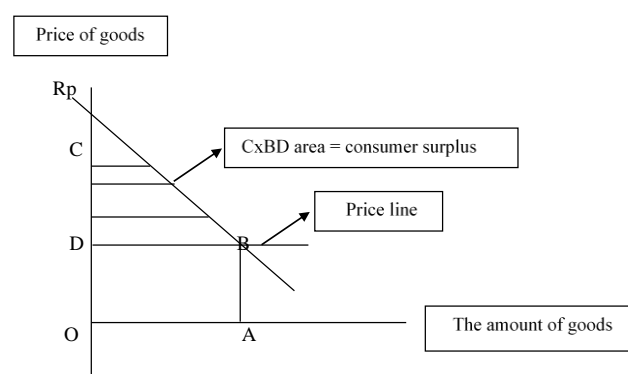 Price of goods
Rp
C
CxBD area = consumer surplus
Price line
D
B
The amount of goods
O
A